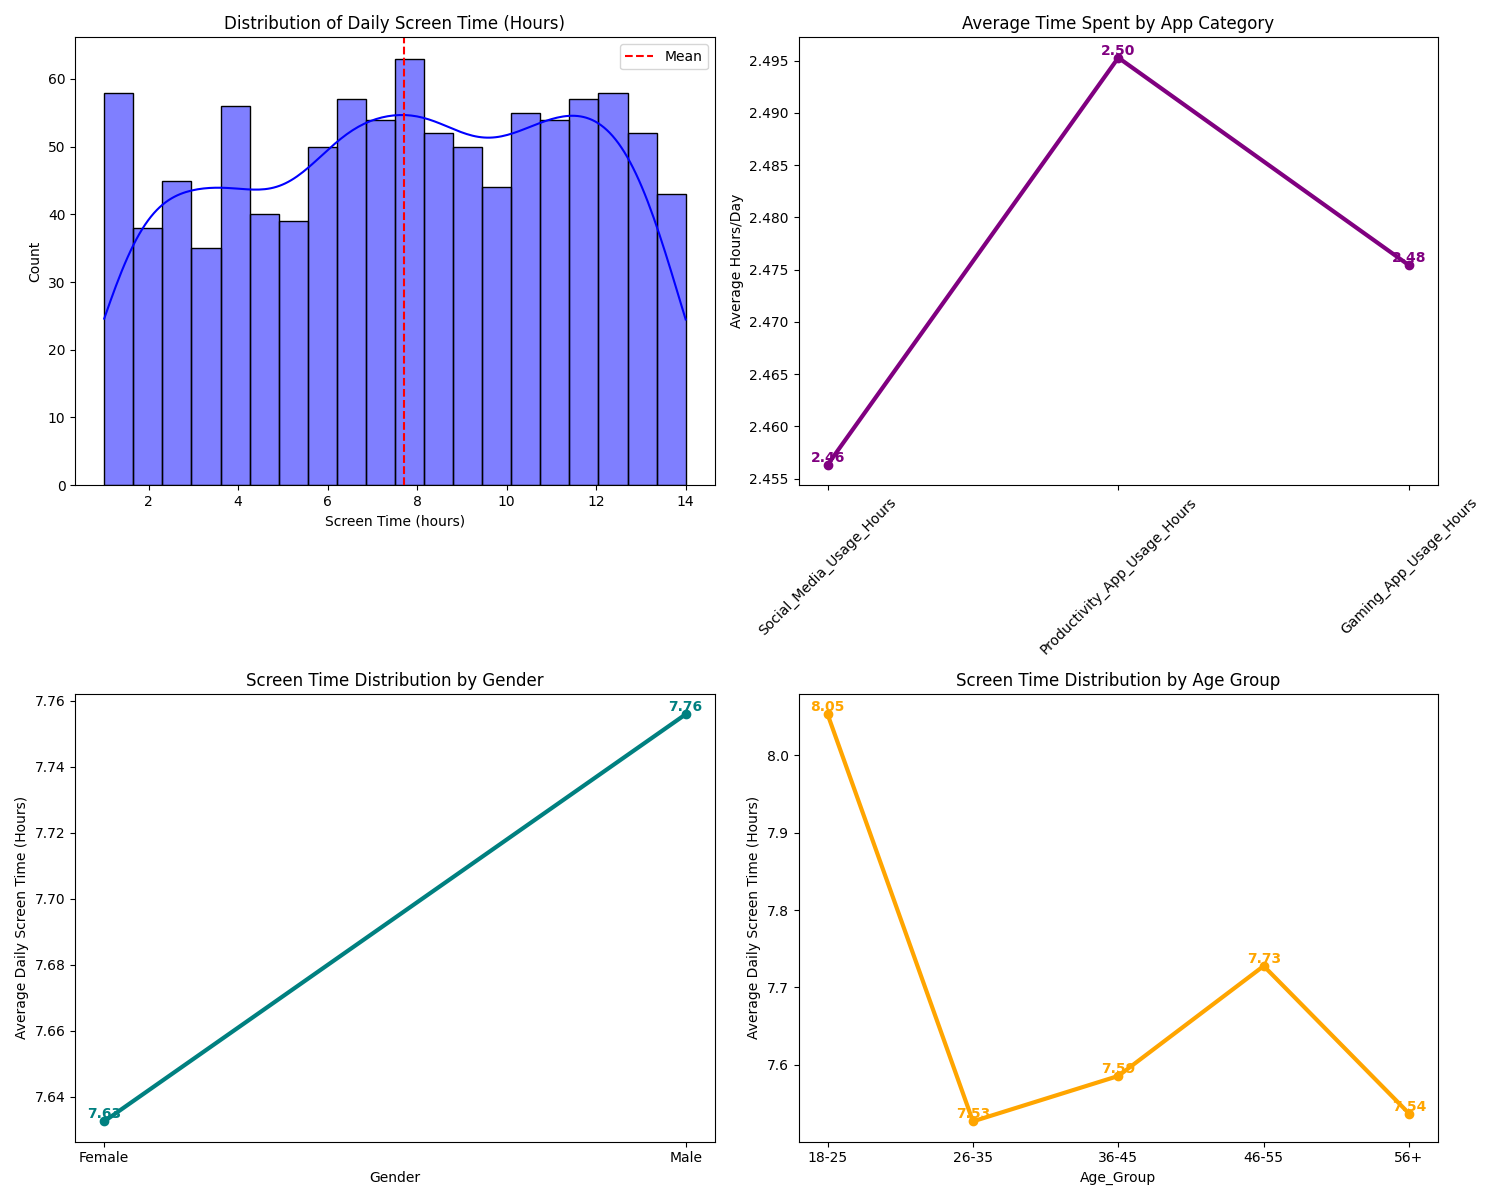 Distribution of Daily Screen Time (Hours)
Mean
60
50
40
30
20
10
0
Count
2 4 6 8 10 12 14
Screen Time (hours)
Average Time Spent by App Category
2.495
2.490
2.485
2.480
2.475
2.470
2.465
2.460
2.455
Average Hours/Day
2.46
2.50
2.48
Social_Media_Usage_Hours
Productivity_App_Usage_Hours
Gaming_App_Usage_Hours
Screen Time Distribution by Gender
7.76
7.74
7.72
7.70
7.68
7.66
7.64
Average Daily Screen Time (Hours)
7.63
7.76
Female Male
Gender
Screen Time Distribution by Age Group
8.0
7.9
7.8
7.7
7.6
Average Daily Screen Time (Hours)
8.05
7.53
7.59
7.73
7.54
18-25 26-35 36-45 46-55 56+
Age_Group